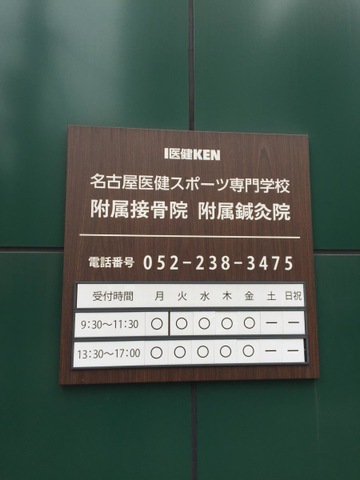 I医健KEN
名古屋医健スポーツ専門学校
附属接骨院 附属鍼灸院
電話番号 052-238-3475
受付時間 月 火 水 木 金 土 日祝
9:30〜11:30 ○ ○ ○ ○ ○ ー ー
13:30〜17:00 ○ ○ ○ ○ ○ ー ー